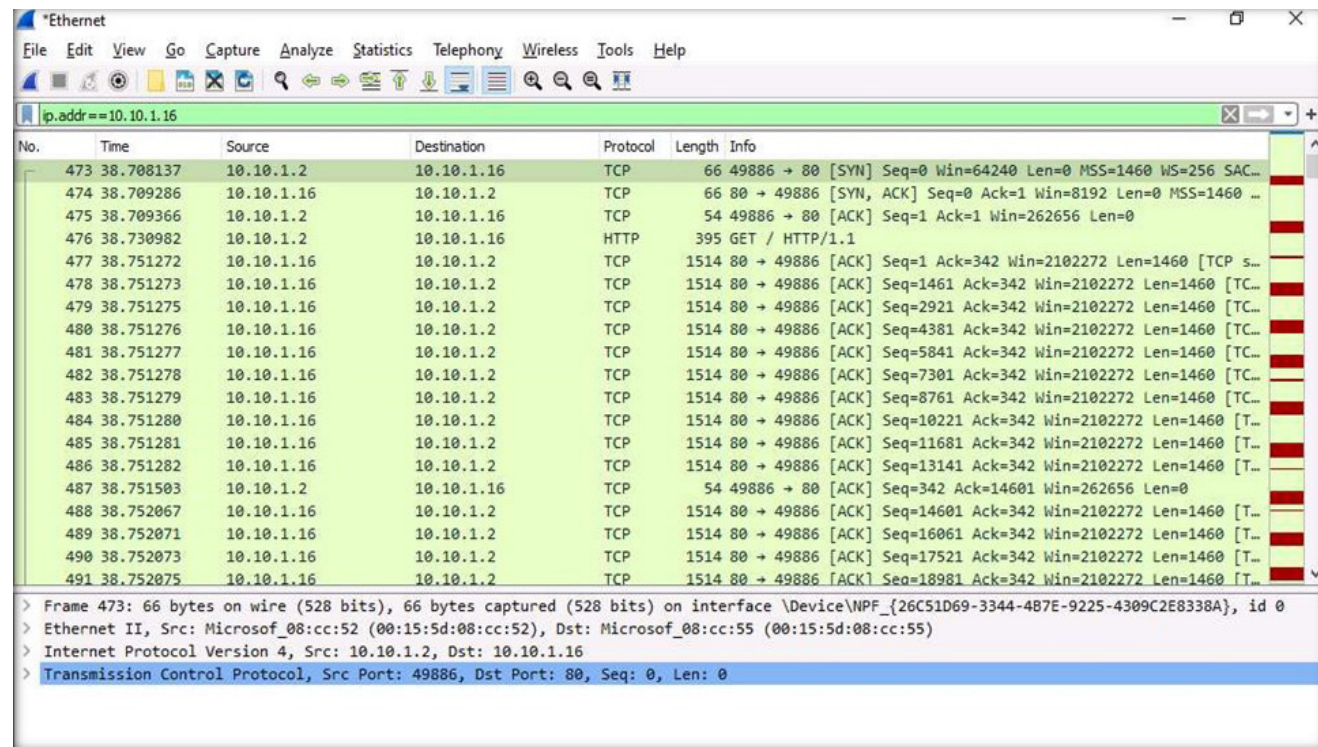 *Ethernet
File Edit View Go Capture Analyze Statistics Telephony Wireless Tools Help
ip.addr==10.10.1.16
No. Time Source Destination Protocol Length Info
473 38.708137 10.10.1.2 10.10.1.16 TCP 66 49886 → 80 [SYN] Seq=0 Win=64240 Len=0 MSS=1460 WS=256 SAC…
474 38.709286 10.10.1.16 10.10.1.2 TCP 66 80 → 49886 [SYN, ACK] Seq=0 Ack=1 Win=8192 Len=0 MSS=1460 …
475 38.709366 10.10.1.2 10.10.1.16 TCP 54 49886 → 80 [ACK] Seq=1 Ack=1 Win=262656 Len=0
476 38.730982 10.10.1.2 10.10.1.16 HTTP 395 GET / HTTP/1.1
477 38.751272 10.10.1.16 10.10.1.2 TCP 1514 80 → 49886 [ACK] Seq=1 Ack=342 Win=2102272 Len=1460 [TCP s…
478 38.751273 10.10.1.16 10.10.1.2 TCP 1514 80 → 49886 [ACK] Seq=1461 Ack=342 Win=2102272 Len=1460 [TC…
479 38.751275 10.10.1.16 10.10.1.2 TCP 1514 80 → 49886 [ACK] Seq=2921 Ack=342 Win=2102272 Len=1460 [TC…
480 38.751276 10.10.1.16 10.10.1.2 TCP 1514 80 → 49886 [ACK] Seq=4381 Ack=342 Win=2102272 Len=1460 [TC…
481 38.751277 10.10.1.16 10.10.1.2 TCP 1514 80 → 49886 [ACK] Seq=5841 Ack=342 Win=2102272 Len=1460 [TC…
482 38.751278 10.10.1.16 10.10.1.2 TCP 1514 80 → 49886 [ACK] Seq=7301 Ack=342 Win=2102272 Len=1460 [TC…
483 38.751279 10.10.1.16 10.10.1.2 TCP 1514 80 → 49886 [ACK] Seq=8761 Ack=342 Win=2102272 Len=1460 [TC…
484 38.751280 10.10.1.16 10.10.1.2 TCP 1514 80 → 49886 [ACK] Seq=10221 Ack=342 Win=2102272 Len=1460 [T…
485 38.751281 10.10.1.16 10.10.1.2 TCP 1514 80 → 49886 [ACK] Seq=11681 Ack=342 Win=2102272 Len=1460 [T…
486 38.751282 10.10.1.16 10.10.1.2 TCP 1514 80 → 49886 [ACK] Seq=13141 Ack=342 Win=2102272 Len=1460 [T…
487 38.751503 10.10.1.2 10.10.1.16 TCP 54 49886 → 80 [ACK] Seq=342 Ack=14601 Win=262656 Len=0
488 38.752067 10.10.1.16 10.10.1.2 TCP 1514 80 → 49886 [ACK] Seq=14601 Ack=342 Win=2102272 Len=1460 [T…
489 38.752071 10.10.1.16 10.10.1.2 TCP 1514 80 → 49886 [ACK] Seq=16061 Ack=342 Win=2102272 Len=1460 [T…
490 38.752073 10.10.1.16 10.10.1.2 TCP 1514 80 → 49886 [ACK] Seq=17521 Ack=342 Win=2102272 Len=1460 [T…
491 38.752075 10.10.1.16 10.10.1.2 TCP 1514 80 → 49886 [ACK] Seq=18981 Ack=342 Win=2102272 Len=1460 [T…
Frame 473: 66 bytes on wire (528 bits), 66 bytes captured (528 bits) on interface \Device\NPF_{26C51D69-3344-4B7E-9225-4309C2E8338A}, id 0
Ethernet II, Src: Microsof_08:cc:52 (00:15:5d:08:cc:52), Dst: Microsof_08:cc:55 (00:15:5d:08:cc:55)
Internet Protocol Version 4, Src: 10.10.1.2, Dst: 10.10.1.16
Transmission Control Protocol, Src Port: 49886, Dst Port: 80, Seq: 0, Len: 0